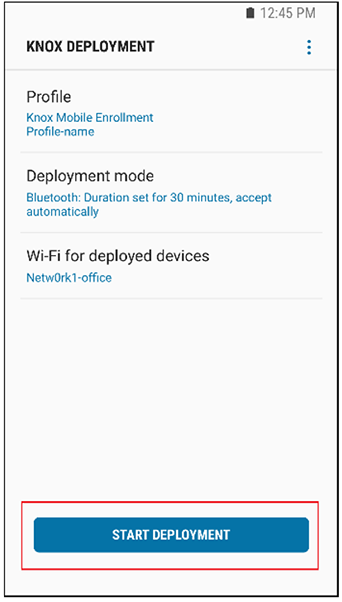 12:45 PM
KNOX DEPLOYMENT
Profile
Knox Mobile Enrollment
Profile-name
Deployment mode
Bluetooth: Duration set for 30 minutes, accept
automatically
Wi-Fi for deployed devices
Netw0rk1-office
START DEPLOYMENT